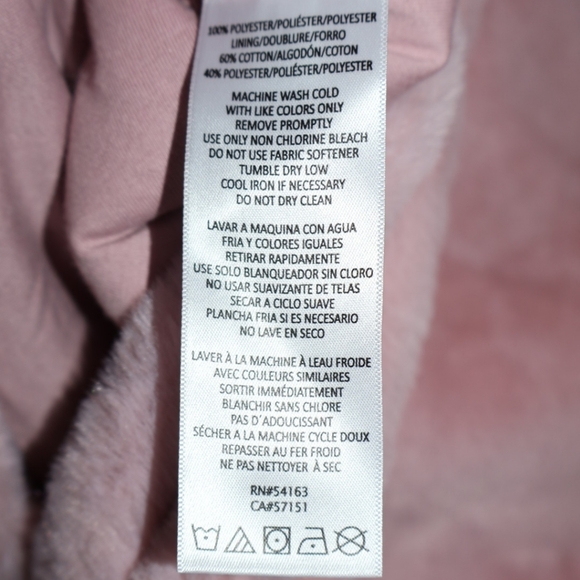 100% POLYESTER/POLIÉSTER/POLYESTER
LINING/DOUBLURE/FORRO
60% COTTON/ALGODÓN/COTON
40% POLYESTER/POLIÉSTER/POLYESTER
MACHINE WASH COLD
WITH LIKE COLORS ONLY
REMOVE PROMPTLY
USE ONLY NON CHLORINE BLEACH
DO NOT USE FABRIC SOFTENER
TUMBLE DRY LOW
COOL IRON IF NECESSARY
DO NOT DRY CLEAN
LAVAR A MAQUINA CON AGUA
FRIA Y COLORES IGUALES
RETIRAR RAPIDAMENTE
USE SOLO BLANQUEADOR SIN CLORO
NO USAR SUAVIZANTE DE TELAS
SECAR A CICLO SUAVE
PLANCHA FRIA SI ES NECESARIO
NO LAVE EN SECO
LAVER À LA MACHINE À LEAU FROIDE
AVEC COULEURS SIMILAIRES
SORTIR IMMÉDIATEMENT
BLANCHIR SANS CHLORE
PAS D'ADOUCISSANT
SÉCHER A LA MACHINE CYCLE DOUX
REPASSER AU FER FROID
NE PAS NETTOYER À SEC
RN#54163
CA#57151